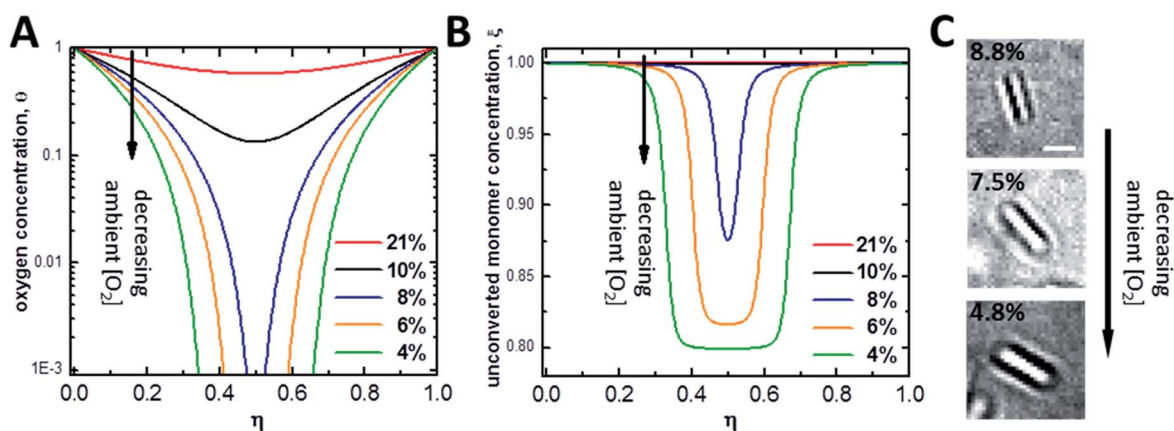 A
oxygen concentration, θ
1
0.1
0.01
1E-3
decreasing
ambient [O₂]
21%
10%
8%
6%
4%
0.0 0.2 0.4 0.6 0.8 1.0
η
B
unconverted monomer concentration, ξ
1.00
0.95
0.90
0.85
0.80
decreasing
ambient [O₂]
21%
10%
8%
6%
4%
0.0 0.2 0.4 0.6 0.8 1.0
η
C
8.8%
7.5%
4.8%
decreasing
ambient [O₂]